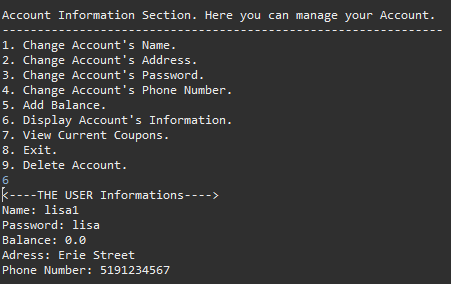 Account Information Section. Here you can manage your Account.
---------------------------------------------------------------
1. Change Account's Name.
2. Change Account's Address.
3. Change Account's Password.
4. Change Account's Phone Number.
5. Add Balance.
6. Display Account's Information.
7. View Current Coupons.
8. Exit.
9. Delete Account.
6
<----THE USER Informations---->
Name: lisa1
Password: lisa
Balance: 0.0
Adress: Erie Street
Phone Number: 5191234567